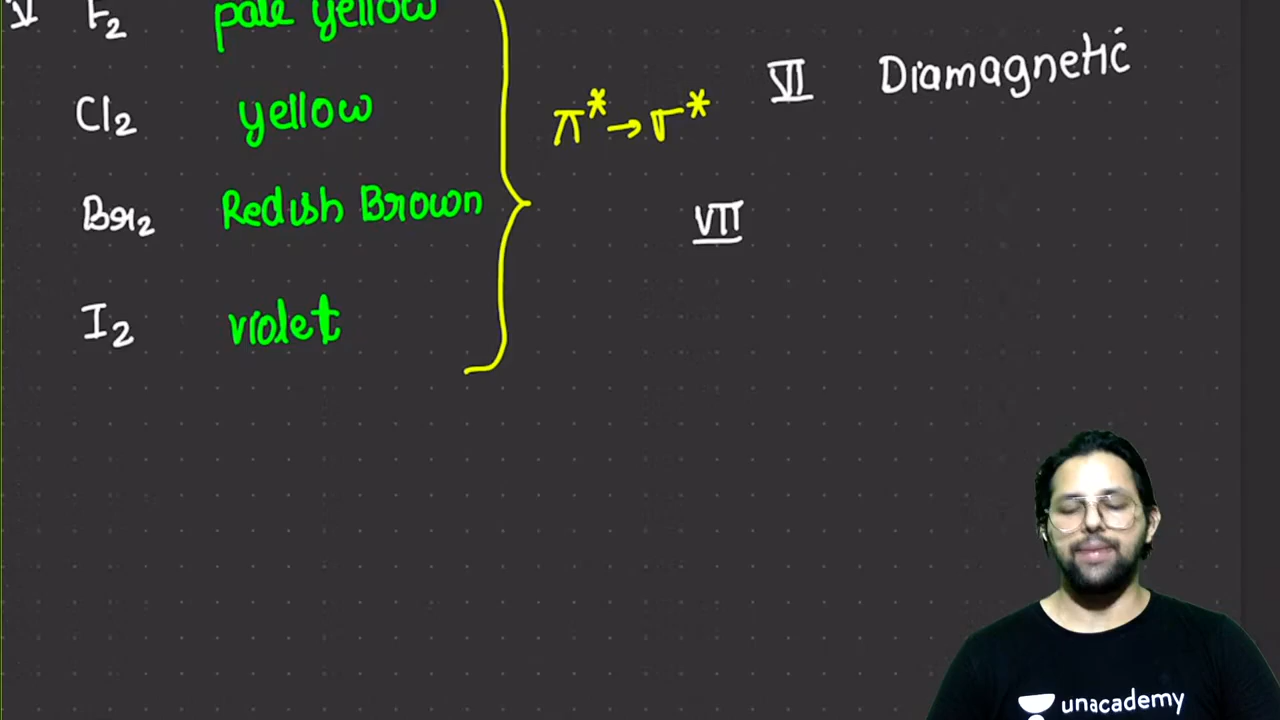 V F2 pale yellow
Cl2 yellow
Br2 Redish Brown
I2 violet
π* → σ*
VI Diamagnetic
VII
unacademy